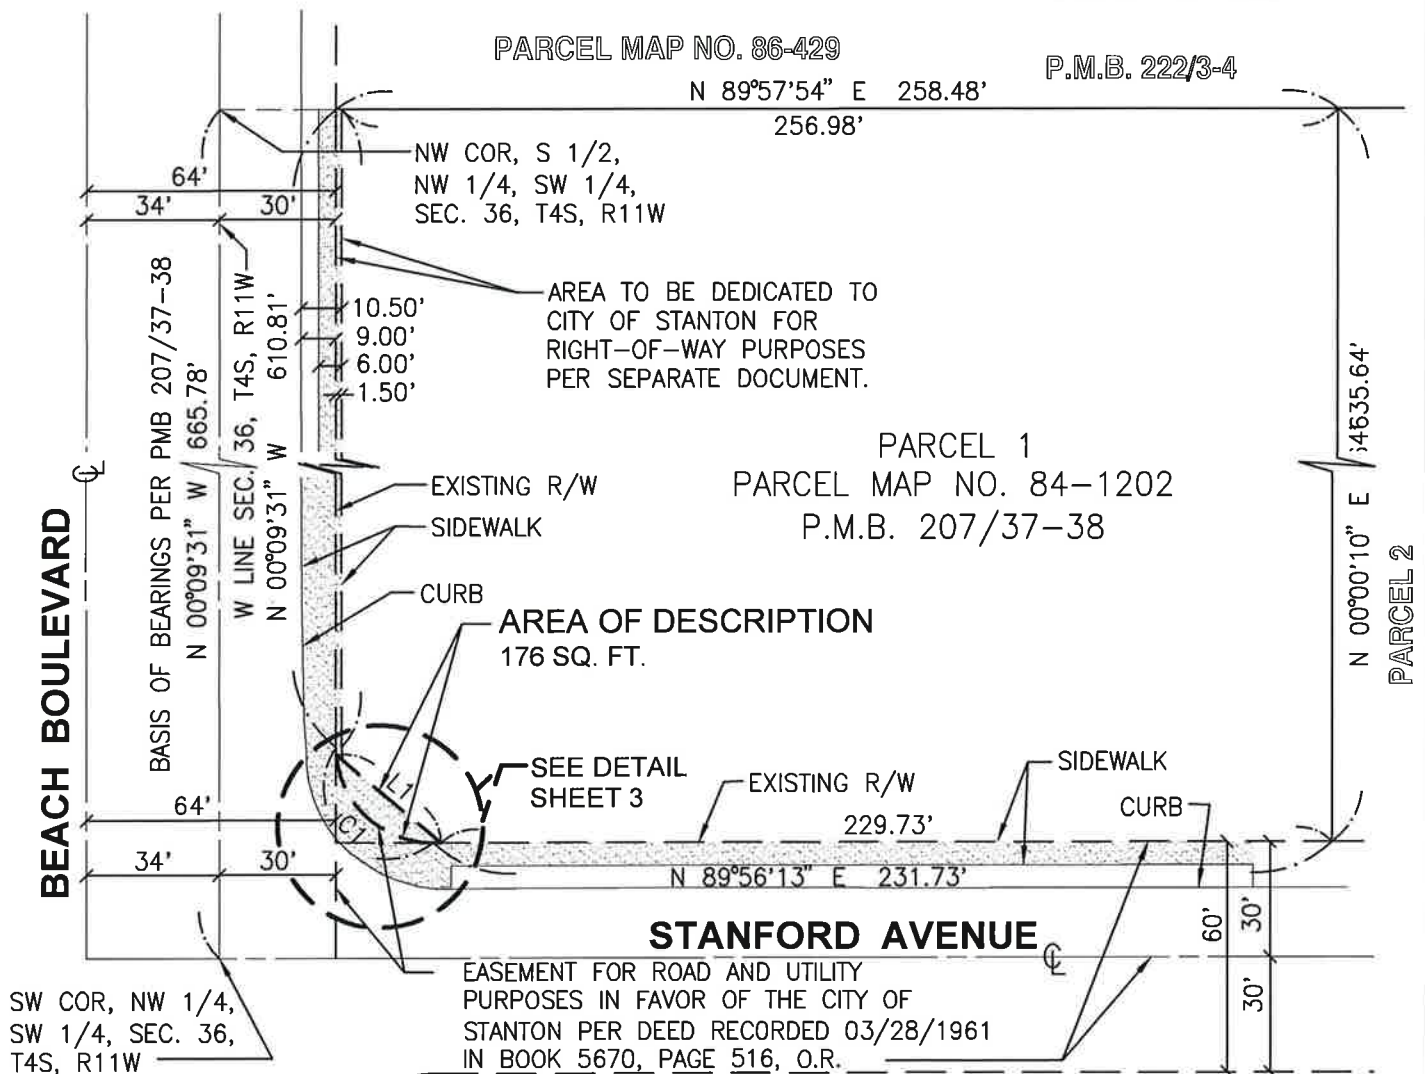 PARCEL MAP NO. 86-429
P.M.B. 222/3-4
N 89°57'54" E 258.48'
256.98'
NW COR, S 1/2,
NW 1/4, SW 1/4,
SEC. 36, T4S, R11W
64'
34'
30'
AREA TO BE DEDICATED TO
CITY OF STANTON FOR
RIGHT-OF-WAY PURPOSES
PER SEPARATE DOCUMENT.
10.50'
9.00'
6.00'
1.50'
BEACH BOULEVARD
℄
BASIS OF BEARINGS PER PMB 207/37-38
N 00°09'31" W 665.78'
W LINE SEC. 36, T4S, R11W
N 00°09'31" W 610.81'
PARCEL 1
PARCEL MAP NO. 84-1202
P.M.B. 207/37-38
N 00°00'10" E 635.64'
PARCEL 2
EXISTING R/W
SIDEWALK
CURB
AREA OF DESCRIPTION
176 SQ. FT.
L1
C1
SEE DETAIL
SHEET 3
EXISTING R/W
SIDEWALK
CURB
229.73'
N 89°56'13" E 231.73'
64'
34'
30'
STANFORD AVENUE
℄
60'
30'
30'
EASEMENT FOR ROAD AND UTILITY
PURPOSES IN FAVOR OF THE CITY OF
STANTON PER DEED RECORDED 03/28/1961
IN BOOK 5670, PAGE 516, O.R.
SW COR, NW 1/4,
SW 1/4, SEC. 36,
T4S, R11W